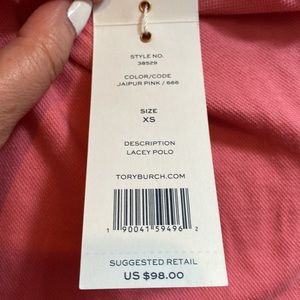 STYLE NO.
38529
COLOR/CODE
JAIPUR PINK / 666
SIZE
XS
DESCRIPTION
LACEY POLO
TORYBURCH.COM
1 90041 59496 2
SUGGESTED RETAIL
US $98.00